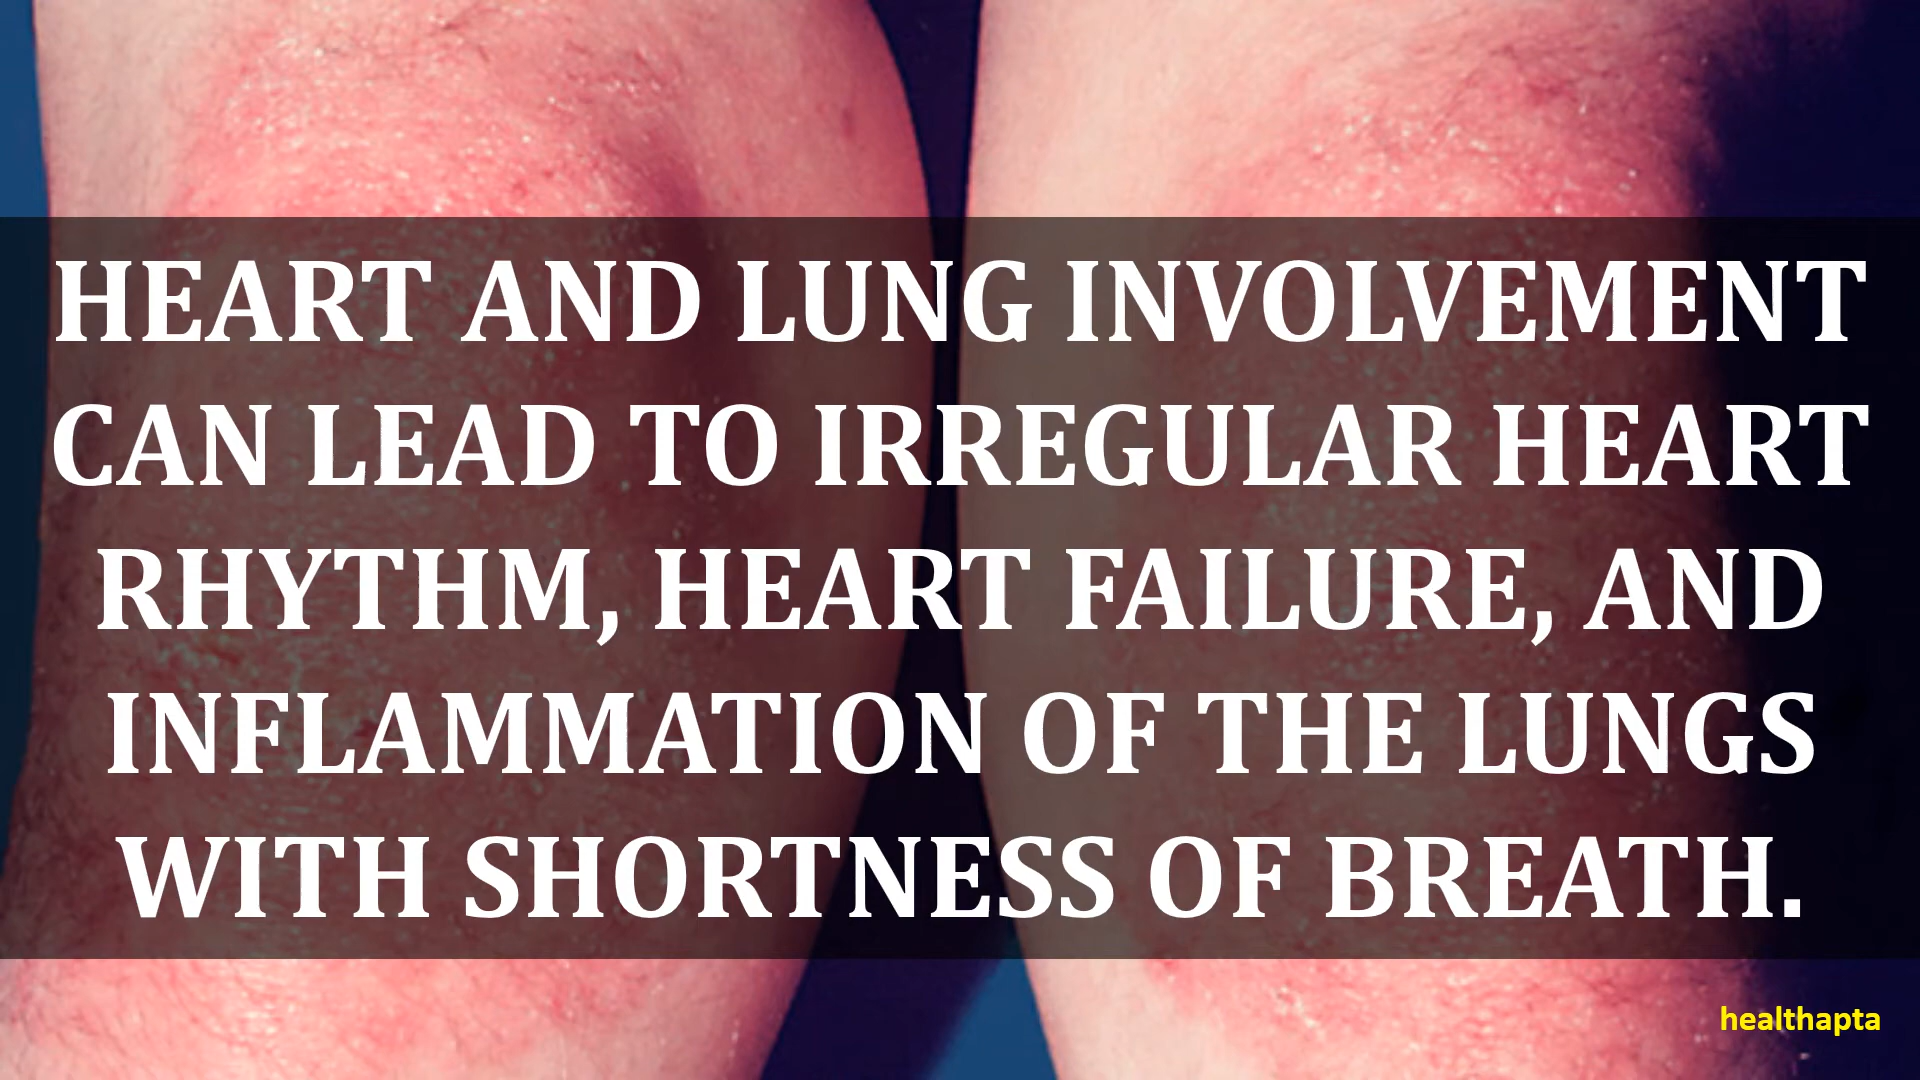 HEART AND LUNG INVOLVEMENT
CAN LEAD TO IRREGULAR HEART
RHYTHM, HEART FAILURE, AND
INFLAMMATION OF THE LUNGS
WITH SHORTNESS OF BREATH.
healthapta